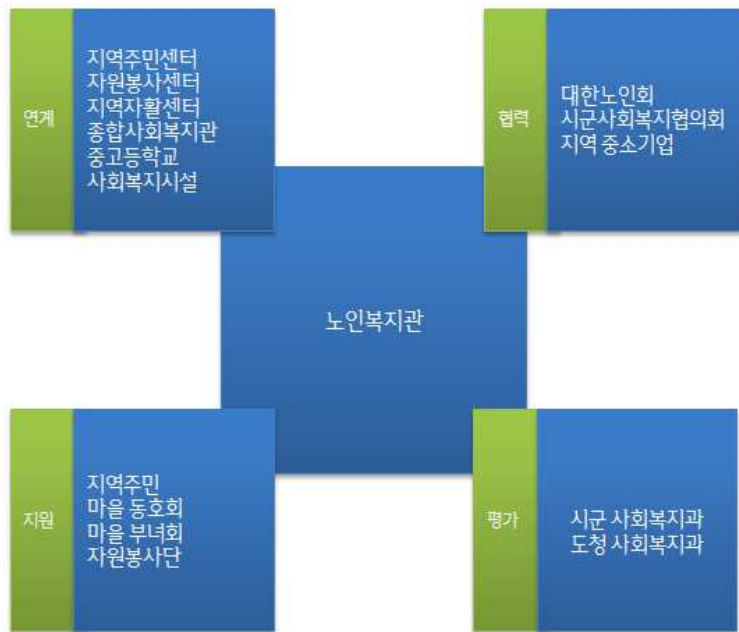 연계
지역주민센터
자원봉사센터
지역자활센터
종합사회복지관
중고등학교
사회복지시설
협력
대한노인회
시군사회복지협의회
지역 중소기업
노인복지관
지원
지역주민
마을 동호회
마을 부녀회
자원봉사단
평가
시군 사회복지과
도청 사회복지과